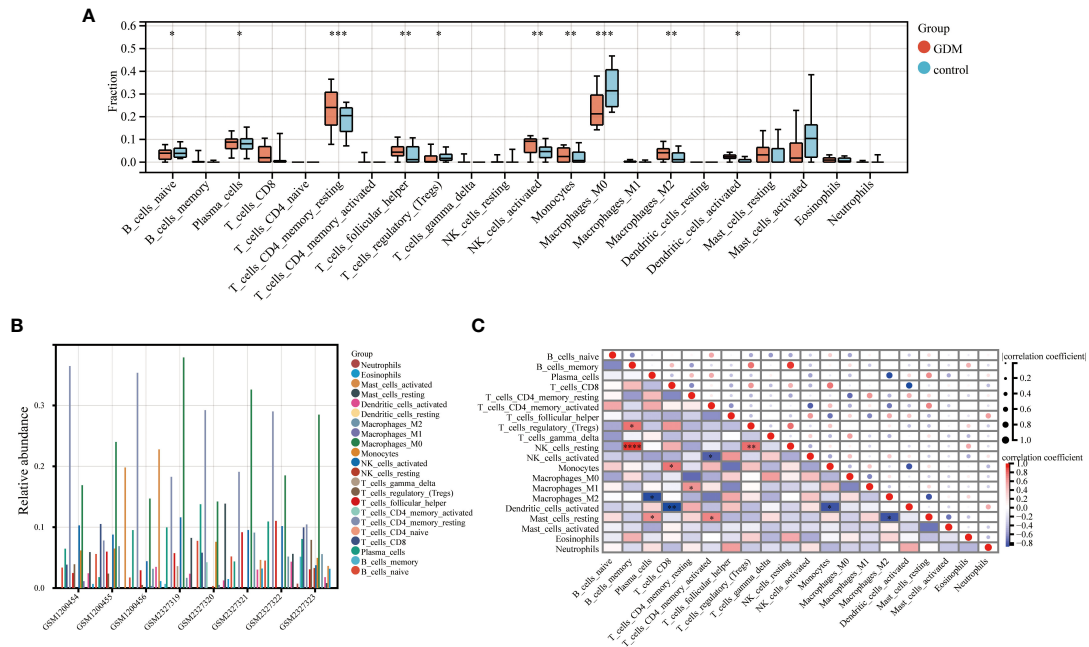 A
0.6
0.5
0.4
0.3
0.2
0.1
0.0
Fraction
* * *** ** * ** ** *** ** *
Group
GDM
control
B_cells_naive
B_cells_memory
Plasma_cells
T_cells_CD8
T_cells_CD4_naive
T_cells_CD4_memory_resting
T_cells_CD4_memory_activated
T_cells_follicular_helper
T_cells_regulatory_(Tregs)
T_cells_gamma_delta
NK_cells_resting
NK_cells_activated
Monocytes
Macrophages_M0
Macrophages_M1
Macrophages_M2
Dendritic_cells_resting
Dendritic_cells_activated
Mast_cells_resting
Mast_cells_activated
Eosinophils
Neutrophils
B
Relative abundance
0.3
0.2
0.1
0.0
GSM1200454
GSM1200455
GSM1200456
GSM2327319
GSM2327320
GSM2327321
GSM2327322
GSM2327323
Group
Neutrophils
Eosinophils
Mast_cells_activated
Mast_cells_resting
Dendritic_cells_activated
Dendritic_cells_resting
Macrophages_M2
Macrophages_M1
Macrophages_M0
Monocytes
NK_cells_activated
NK_cells_resting
T_cells_gamma_delta
T_cells_regulatory_(Tregs)
T_cells_follicular_helper
T_cells_CD4_memory_activated
T_cells_CD4_memory_resting
T_cells_CD4_naive
T_cells_CD8
Plasma_cells
B_cells_memory
B_cells_naive
C
B_cells_naive
B_cells_memory
Plasma_cells
T_cells_CD8
T_cells_CD4_memory_resting
T_cells_CD4_memory_activated
T_cells_follicular_helper
T_cells_regulatory_(Tregs) *
T_cells_gamma_delta
NK_cells_resting **** **
NK_cells_activated *
Monocytes *
Macrophages_M0
Macrophages_M1 *
Macrophages_M2 *
Dendritic_cells_activated ** *
Mast_cells_resting * * *
Mast_cells_activated
Eosinophils
Neutrophils
B_cells_naive
B_cells_memory
Plasma_cells
T_cells_CD8
T_cells_CD4_memory_resting
T_cells_CD4_memory_activated
T_cells_follicular_helper
T_cells_regulatory_(Tregs)
T_cells_gamma_delta
NK_cells_resting
NK_cells_activated
Monocytes
Macrophages_M0
Macrophages_M1
Macrophages_M2
Dendritic_cells_activated
Mast_cells_resting
Mast_cells_activated
Eosinophils
Neutrophils
|correlation coefficient|
0.2
0.4
0.6
0.8
1.0
correlation coefficient
1.0
0.8
0.6
0.4
0.2
0.0
−0.2
−0.4
−0.6
−0.8